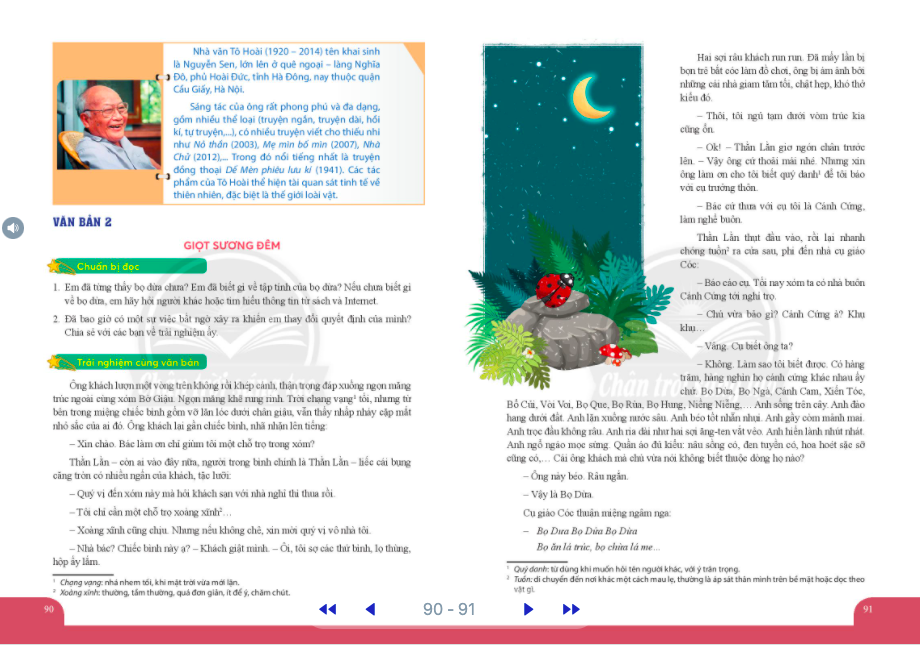 Nhà văn Tô Hoài (1920 – 2014) tên khai sinh
là Nguyễn Sen, lớn lên ở quê ngoại – làng Nghĩa
Đô, phủ Hoài Đức, tỉnh Hà Đông, nay thuộc quận
Cầu Giấy, Hà Nội.
Sáng tác của ông rất phong phú và đa dạng,
gồm nhiều thể loại (truyện ngắn, truyện dài, hồi
kí, tự truyện,...), có nhiều truyện viết cho thiếu nhi
như Nỏ thần (2003), Mẹ mìn bố mìn (2007), Nhà
Chử (2012),... Trong đó nổi tiếng nhất là truyện
đồng thoại Dế Mèn phiêu lưu kí (1941). Các tác
phẩm của Tô Hoài thể hiện tài quan sát tinh tế về
thiên nhiên, đặc biệt là thế giới loài vật.
VĂN BẢN 2
GIỌT SƯƠNG ĐÊM
Chuẩn bị đọc
1. Em đã từng thấy bọ dừa chưa? Em đã biết gì về tập tính của bọ dừa? Nếu chưa biết gì
về bọ dừa, em hãy hỏi người khác hoặc tìm hiểu thông tin từ sách và Internet.
2. Đã bao giờ có một sự việc bất ngờ xảy ra khiến em thay đổi quyết định của mình?
Chia sẻ với các bạn về trải nghiệm ấy.
Trải nghiệm cùng văn bản
Ông khách lượn một vòng trên không rồi khép cánh, thận trọng đáp xuống ngọn măng
trúc ngoài cùng xóm Bờ Giậu. Ngọn măng khẽ rung rinh. Trời chạng vạng¹ tối, nhưng từ
bên trong miệng chiếc bình gốm vỡ lăn lóc dưới chân giậu, vẫn thấy nhấp nháy cặp mắt
nhỏ sắc của ai đó. Ông khách lại gần chiếc bình, nhã nhặn lên tiếng:
– Xin chào. Bác làm ơn chỉ giùm tôi một chỗ trọ trong xóm?
Thằn Lằn – còn ai vào đây nữa, người trong bình chính là Thằn Lằn – liếc cái bụng
căng tròn có nhiều ngấn của khách, tặc lưỡi:
– Quý vị đến xóm này mà hỏi khách sạn với nhà nghỉ thì thua rồi.
– Tôi chỉ cần một chỗ trọ xoàng xĩnh²…
– Xoàng xĩnh cũng chịu. Nhưng nếu không chê, xin mời quý vị vô nhà tôi.
– Nhà bác? Chiếc bình này ạ? – Khách giật mình. – Ôi, tôi sợ các thứ bình, lọ thủng,
hộp ấy lắm.
¹ Chạng vạng: nhá nhem tối, khi mặt trời vừa mới lặn.
² Xoàng xĩnh: thường, tầm thường, quá đơn giản, ít để ý, chăm chút.
90
Hai sợi râu khách run run. Đã mấy lần bị
bọn trẻ bắt cóc làm đồ chơi, ông bị ám ảnh bởi
những cái nhà giam tăm tối, chật hẹp, khó thở
kiểu đó.
– Thôi, tôi ngủ tạm dưới vòm trúc kia
cũng ổn.
– Ok! – Thằn Lằn giơ ngón chân trước
lên. – Vậy ông cứ thoải mái nhé. Nhưng xin
ông làm ơn cho tôi biết quý danh¹ để tôi báo
với cụ trưởng thôn.
– Bác cứ thưa với cụ tôi là Cánh Cứng,
làm nghề buôn.
Thằn Lằn thụt đầu vào, rồi lại nhanh
chóng tuồn² ra cửa sau, phi đến nhà cụ giáo
Cóc:
– Báo cáo cụ. Tối nay xóm ta có nhà buôn
Cánh Cứng tới nghỉ trọ.
– Chú vừa bảo gì? Cánh Cứng á? Khụ
khụ…
– Vâng. Cụ biết ông ta?
– Không. Làm sao tôi biết được. Có hàng
trăm, hàng nghìn họ cánh cứng khác nhau ấy
chứ. Bọ Dừa, Bọ Ngà, Cánh Cam, Xiến Tóc,
Bổ Củi, Vòi Voi, Bọ Que, Bọ Rùa, Bọ Hung, Niềng Niễng,… Anh sống trên cây. Anh đào
hang dưới đất. Anh lặn xuống nước sâu. Anh béo tốt nhẫn nhụi. Anh gầy còm mảnh mai.
Anh trọc đầu không râu. Anh ria dài như hai sợi ăng-ten vắt vẻo. Anh hiền lành nhút nhát.
Anh ngổ ngáo mọc sừng. Quần áo đủ kiểu: nâu sồng có, đen tuyền có, hoa hoét sặc sỡ
cũng có,… Cái ông khách mà chú vừa nói không biết thuộc dòng họ nào?
– Ông này béo. Râu ngắn.
– Vậy là Bọ Dừa.
Cụ giáo Cóc thuận miệng ngâm nga:
– Bọ Dưa Bọ Dứa Bọ Dừa
Bọ ăn lá trúc, bọ chừa lá me…
¹ Quý danh: từ dùng khi muốn hỏi tên người khác, với ý trân trọng.
² Tuồn: di chuyển đến nơi khác một cách mau lẹ, thường là áp sát thân mình trên bề mặt hoặc dọc theo
vật gì.
91
90 - 91